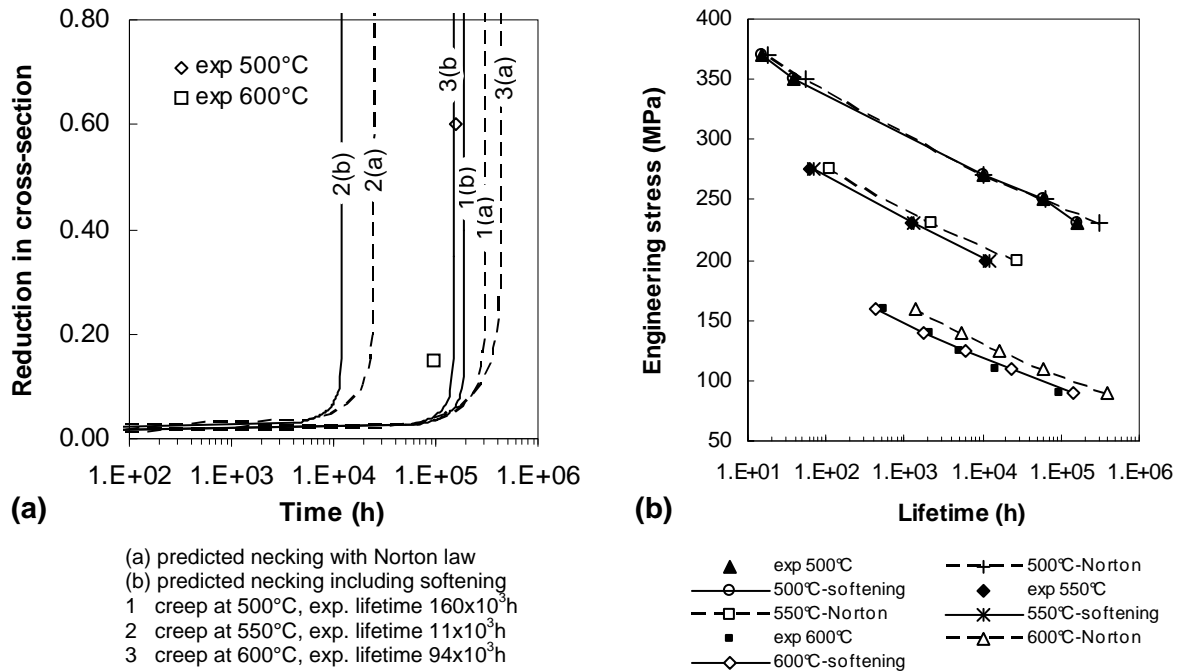 0.80
0.60
0.40
0.20
0.00
Reduction in cross-section
exp 500°C
exp 600°C
2(b)
2(a)
3(b
1(b)
1(a)
3(a)
1.E+02
1.E+03
1.E+04
1.E+05
1.E+06
Time (h)
(a)
(a) predicted necking with Norton law
(b) predicted necking including softening
1 creep at 500°C, exp. lifetime 160x10³h
2 creep at 550°C, exp. lifetime 11x10³h
3 creep at 600°C, exp. lifetime 94x10³h
400
350
300
250
200
150
100
50
Engineering stress (MPa)
1.E+01
1.E+02
1.E+03
1.E+04
1.E+05
1.E+06
Lifetime (h)
(b)
exp 500°C
500°C-Norton
500°C-softening
exp 550°C
550°C-Norton
550°C-softening
exp 600°C
600°C-Norton
600°C-softening